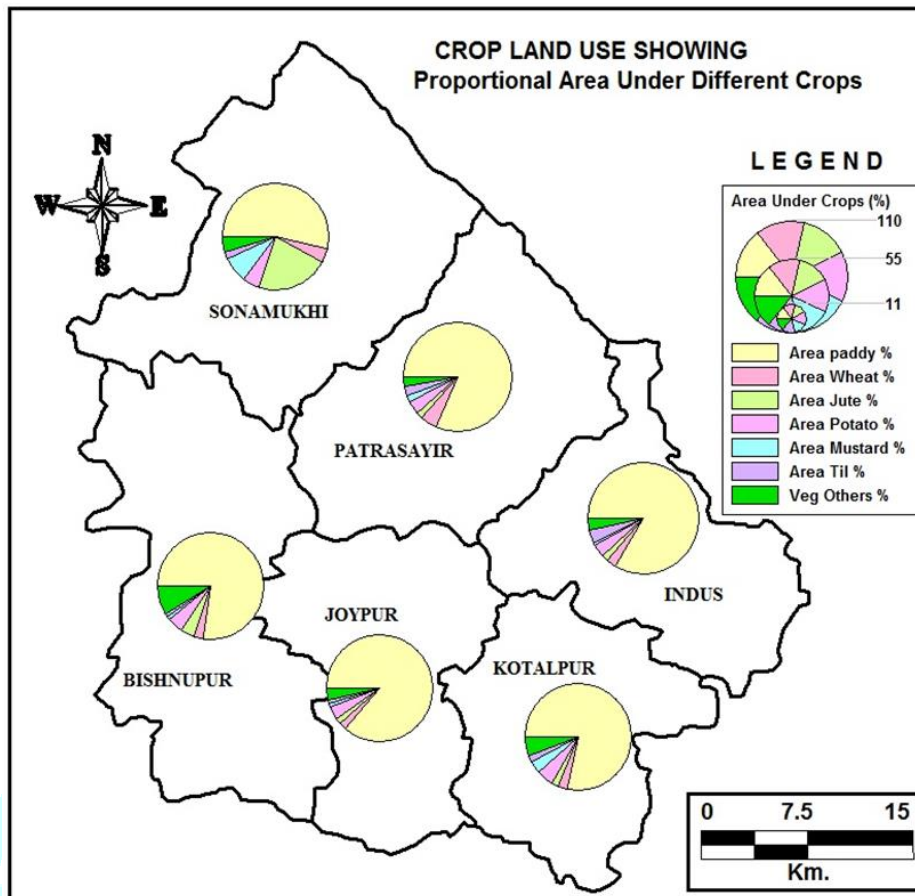 CROP LAND USE SHOWING
Proportional Area Under Different Crops
N
W E
S
L E G E N D
Area Under Crops (%)
110
55
11
Area paddy %
Area Wheat %
Area Jute %
Area Potato %
Area Mustard %
Area Til %
Veg Others %
SONAMUKHI
PATRASAYIR
INDUS
JOYPUR
KOTALPUR
BISHNUPUR
0 7.5 15
Km.